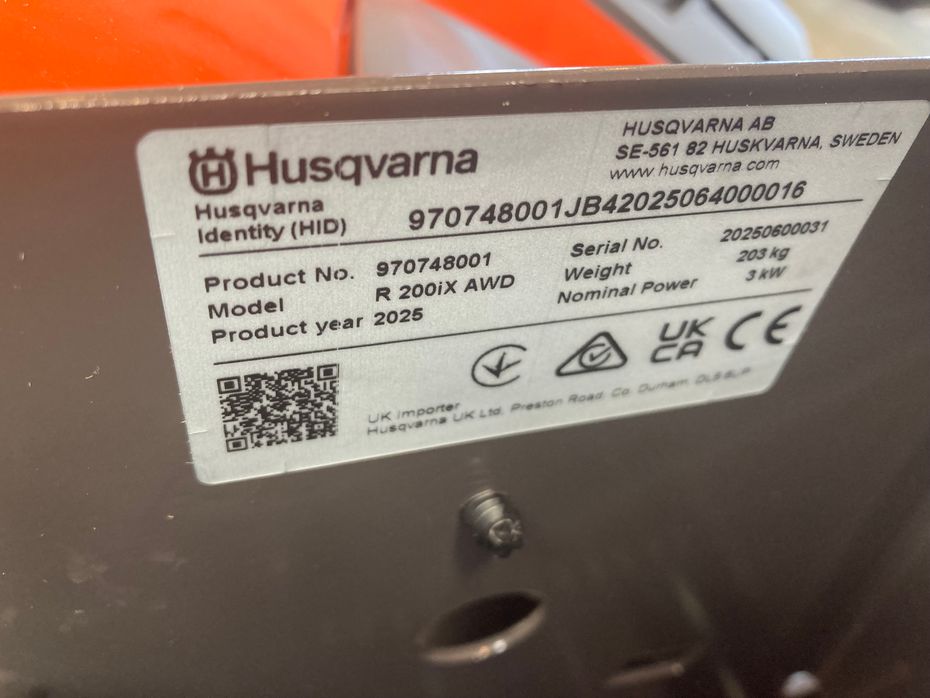 Husqvarna
HUSQVARNA AB
SE-561 82 HUSKVARNA, SWEDEN
www.husqvarna.com
Husqvarna
Identity (HID)
970748001JB42025064000016
Product No. 970748001
Model R 200iX AWD
Product year 2025
Serial No. 20250600031
Weight 203 kg
Nominal Power 3 kW
UK
CA
CE
UK Importer
Husqvarna UK Ltd, Preston Road, Co. Durham, DL5 6UP